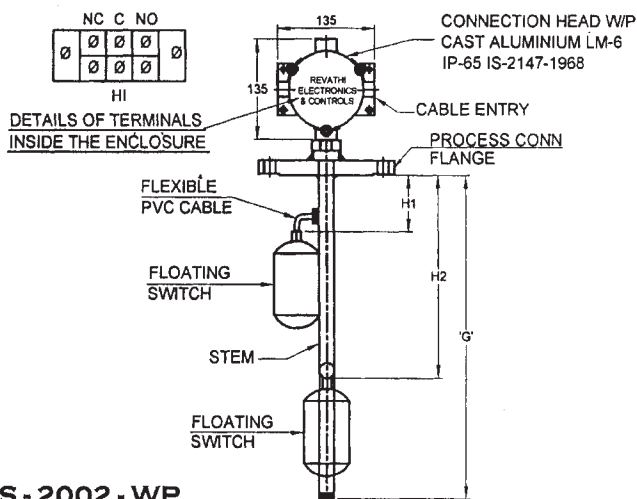 NC C NO
Ø Ø Ø Ø Ø
Ø Ø Ø
HI
DETAILS OF TERMINALS
INSIDE THE ENCLOSURE
135
135
REVATHI
ELECTRONICS
& CONTROLS
CONNECTION HEAD W/P
CAST ALUMINIUM LM-6
IP-65 IS-2147-1968
CABLE ENTRY
PROCESS CONN
FLANGE
FLEXIBLE
PVC CABLE
H1
FLOATING
SWITCH
H2
'G'
STEM
FLOATING
SWITCH
S-2002-WP